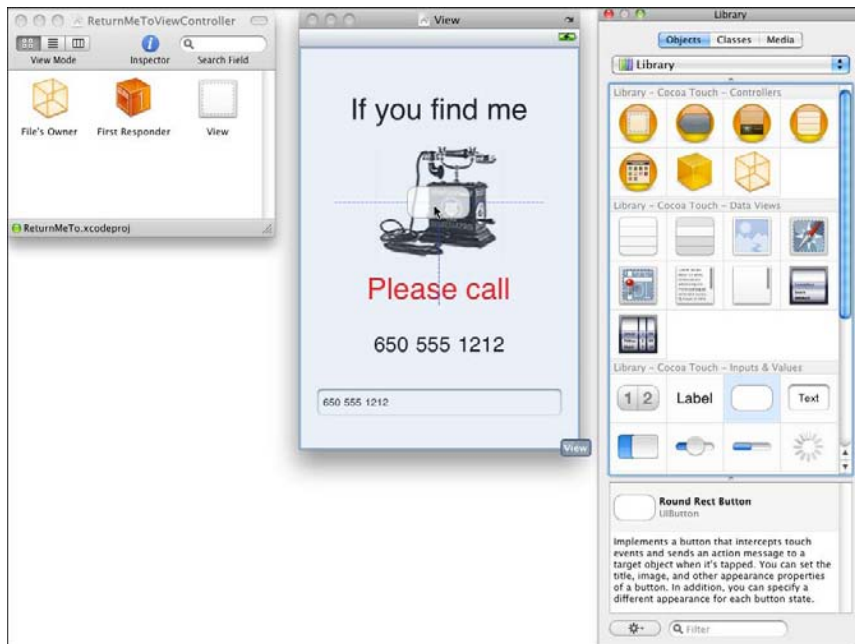 ReturnMeToViewController
View Mode
Inspector
Search Field
File's Owner
First Responder
View
ReturnMeTo.xcodeproj
View
If you find me
Please call
650 555 1212
650 555 1212
View
Library
Objects
Classes
Media
Library
Library – Cocoa Touch – Controllers
Library – Cocoa Touch – Data Views
Library – Cocoa Touch – Inputs & Values
1 2
Label
Text
Round Rect Button
UIButton
Implements a button that intercepts touch
events and sends an action message to a
target object when it's tapped. You can set the
title, image, and other appearance properties
of a button. In addition, you can specify a
different appearance for each button state.
Filter